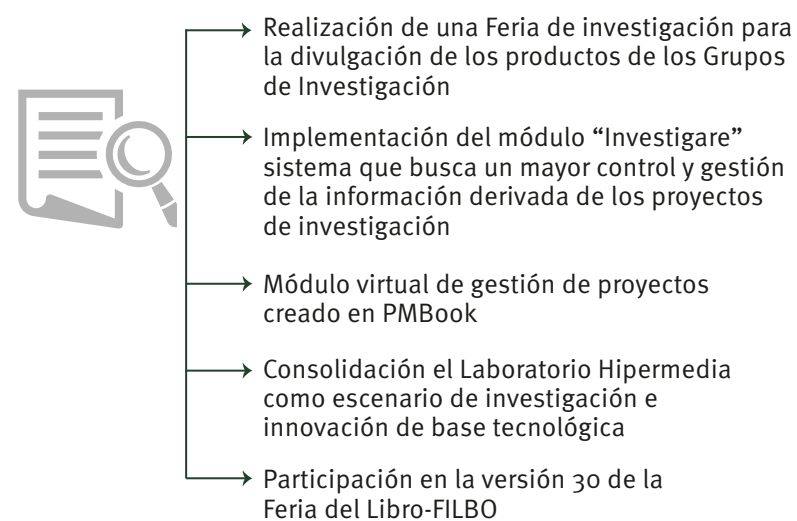 Realización de una Feria de investigación para
la divulgación de los productos de los Grupos
de Investigación
Implementación del módulo “Investigare”
sistema que busca un mayor control y gestión
de la información derivada de los proyectos
de investigación
Módulo virtual de gestión de proyectos
creado en PMBook
Consolidación el Laboratorio Hipermedia
como escenario de investigación e
innovación de base tecnológica
Participación en la versión 30 de la
Feria del Libro-FILBO